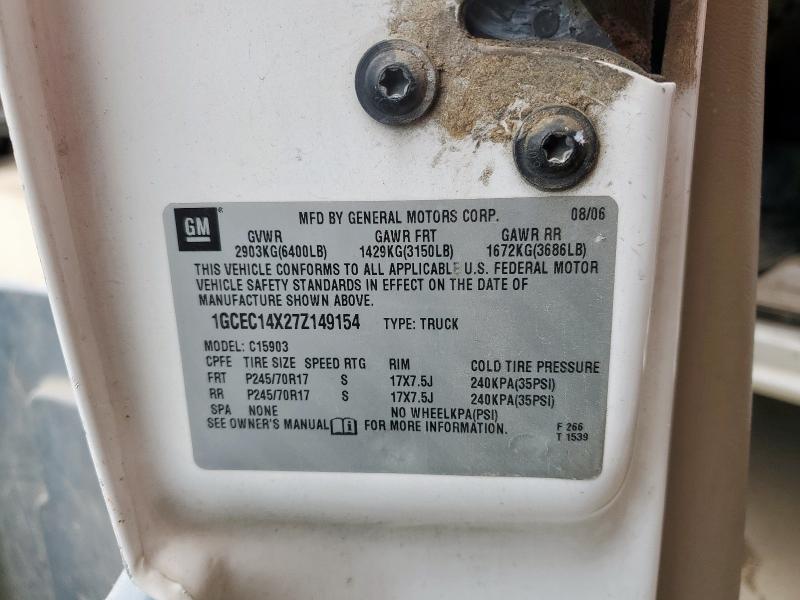 GM® MFD BY GENERAL MOTORS CORP. 08/06
GVWR GAWR FRT GAWR RR
2903KG(6400LB) 1429KG(3150LB) 1672KG(3686LB)
THIS VEHICLE CONFORMS TO ALL APPLICABLE U.S. FEDERAL MOTOR
VEHICLE SAFETY STANDARDS IN EFFECT ON THE DATE OF
MANUFACTURE SHOWN ABOVE.
1GCEC14X27Z149154 TYPE: TRUCK
MODEL: C15903
CPFE TIRE SIZE SPEED RTG RIM COLD TIRE PRESSURE
FRT P245/70R17 S 17X7.5J 240KPA(35PSI)
RR P245/70R17 S 17X7.5J 240KPA(35PSI)
SPA NONE NO WHEELKPA(PSI)
SEE OWNER'S MANUAL FOR MORE INFORMATION. F 266
T 1539